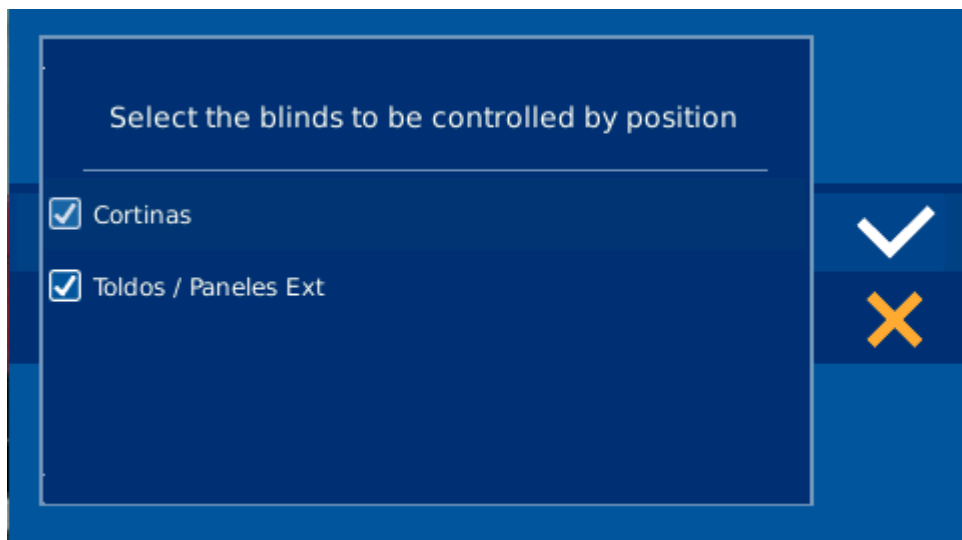 Select the blinds to be controlled by position
Cortinas
Toldos / Paneles Ext